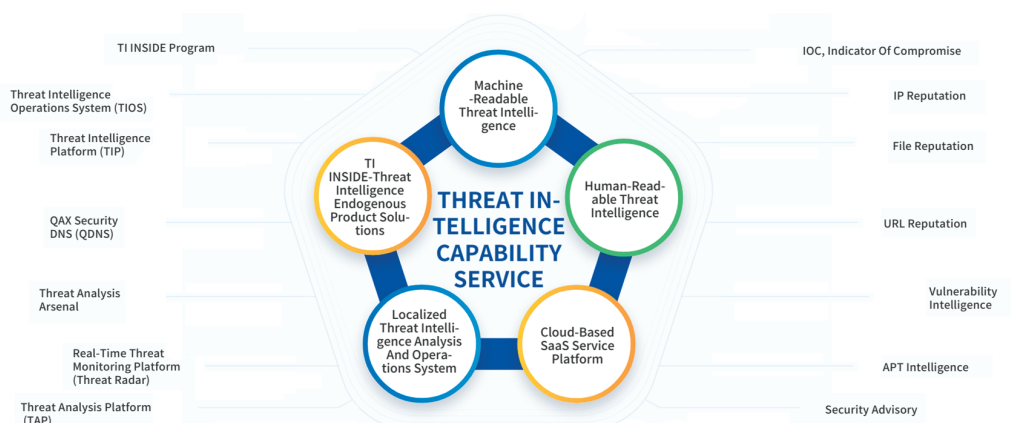 TI INSIDE Program
Threat Intelligence
Operations System (TIOS)
Threat Intelligence
Platform (TIP)
QAX Security
DNS (QDNS)
Threat Analysis
Arsenal
Real-Time Threat
Monitoring Platform
(Threat Radar)
Threat Analysis Platform
(TAP)
Machine
-Readable
Threat Intelli-
gence
TI
INSIDE-Threat
Intelligence
Endogenous
Product Solu-
tions
Human-Read-
able Threat
Intelligence
THREAT IN-
TELLIGENCE
CAPABILITY
SERVICE
Localized
Threat Intelli-
gence Analysis
And Opera-
tions System
Cloud-Based
SaaS Service
Platform
IOC, Indicator Of Compromise
IP Reputation
File Reputation
URL Reputation
Vulnerability
Intelligence
APT Intelligence
Security Advisory